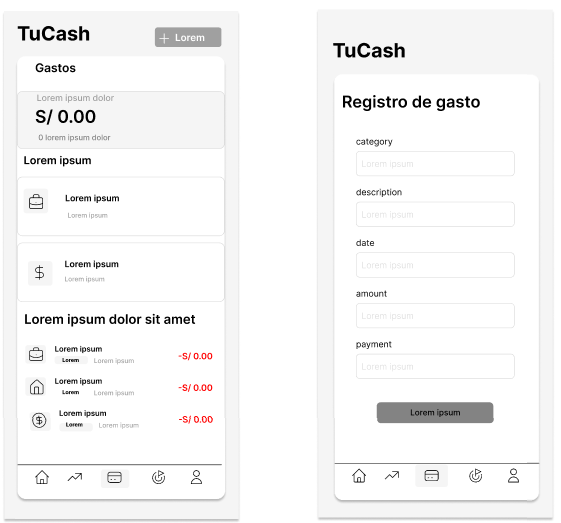 TuCash
Lorem
Gastos
Lorem ipsum dolor
S/ 0.00
0 lorem ipsum dolor
Lorem ipsum
Lorem ipsum
Lorem ipsum
Lorem ipsum
Lorem ipsum
Lorem ipsum dolor sit amet
Lorem ipsum
Lorem Lorem ipsum
-S/ 0.00
Lorem ipsum
Lorem Lorem ipsum
-S/ 0.00
Lorem ipsum
Lorem Lorem ipsum
-S/ 0.00
TuCash
Registro de gasto
category
Lorem ipsum
description
Lorem ipsum
date
Lorem ipsum
amount
Lorem ipsum
payment
Lorem ipsum
Lorem ipsum